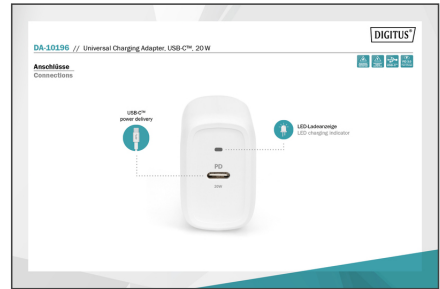 DIGITUS®
DA-10196 // Universal Charging Adapter, USB-C™, 20 W
Anschlüsse
Connections
USB-C™
power delivery
LED-Ladeanzeige
LED charging indicator
PD